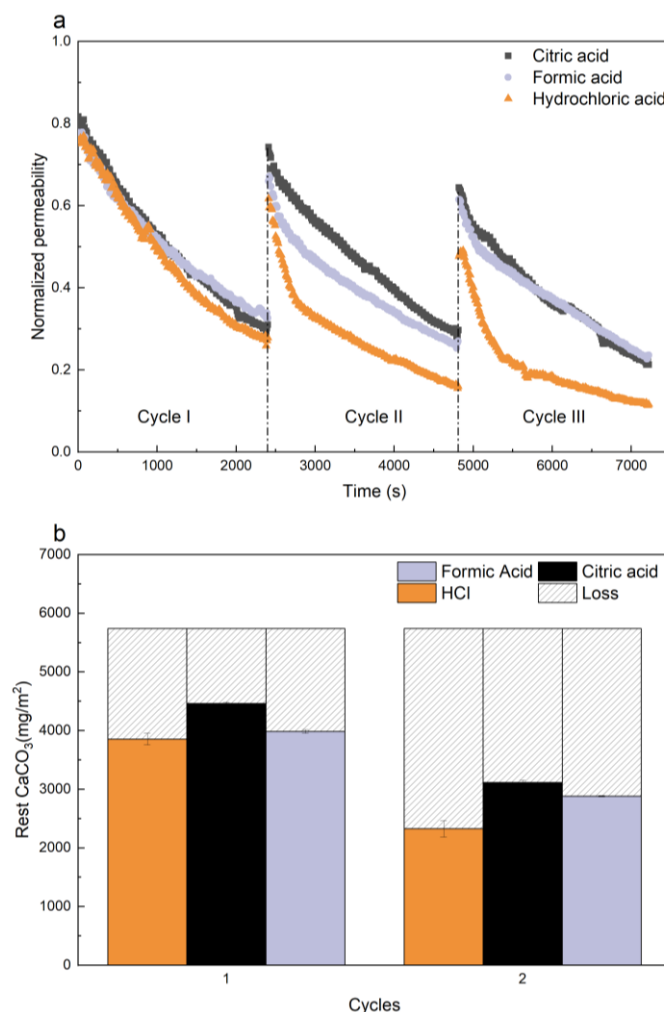 a
1.0
0.8
0.6
0.4
0.2
0.0
Normalized permeability
Citric acid
Formic acid
Hydrochloric acid
Cycle I
Cycle II
Cycle III
0
1000
2000
3000
4000
5000
6000
7000
Time (s)
b
7000
6000
5000
4000
3000
2000
1000
0
Rest CaCO₃(mg/m²)
Formic Acid
Citric acid
HCl
Loss
1
2
Cycles